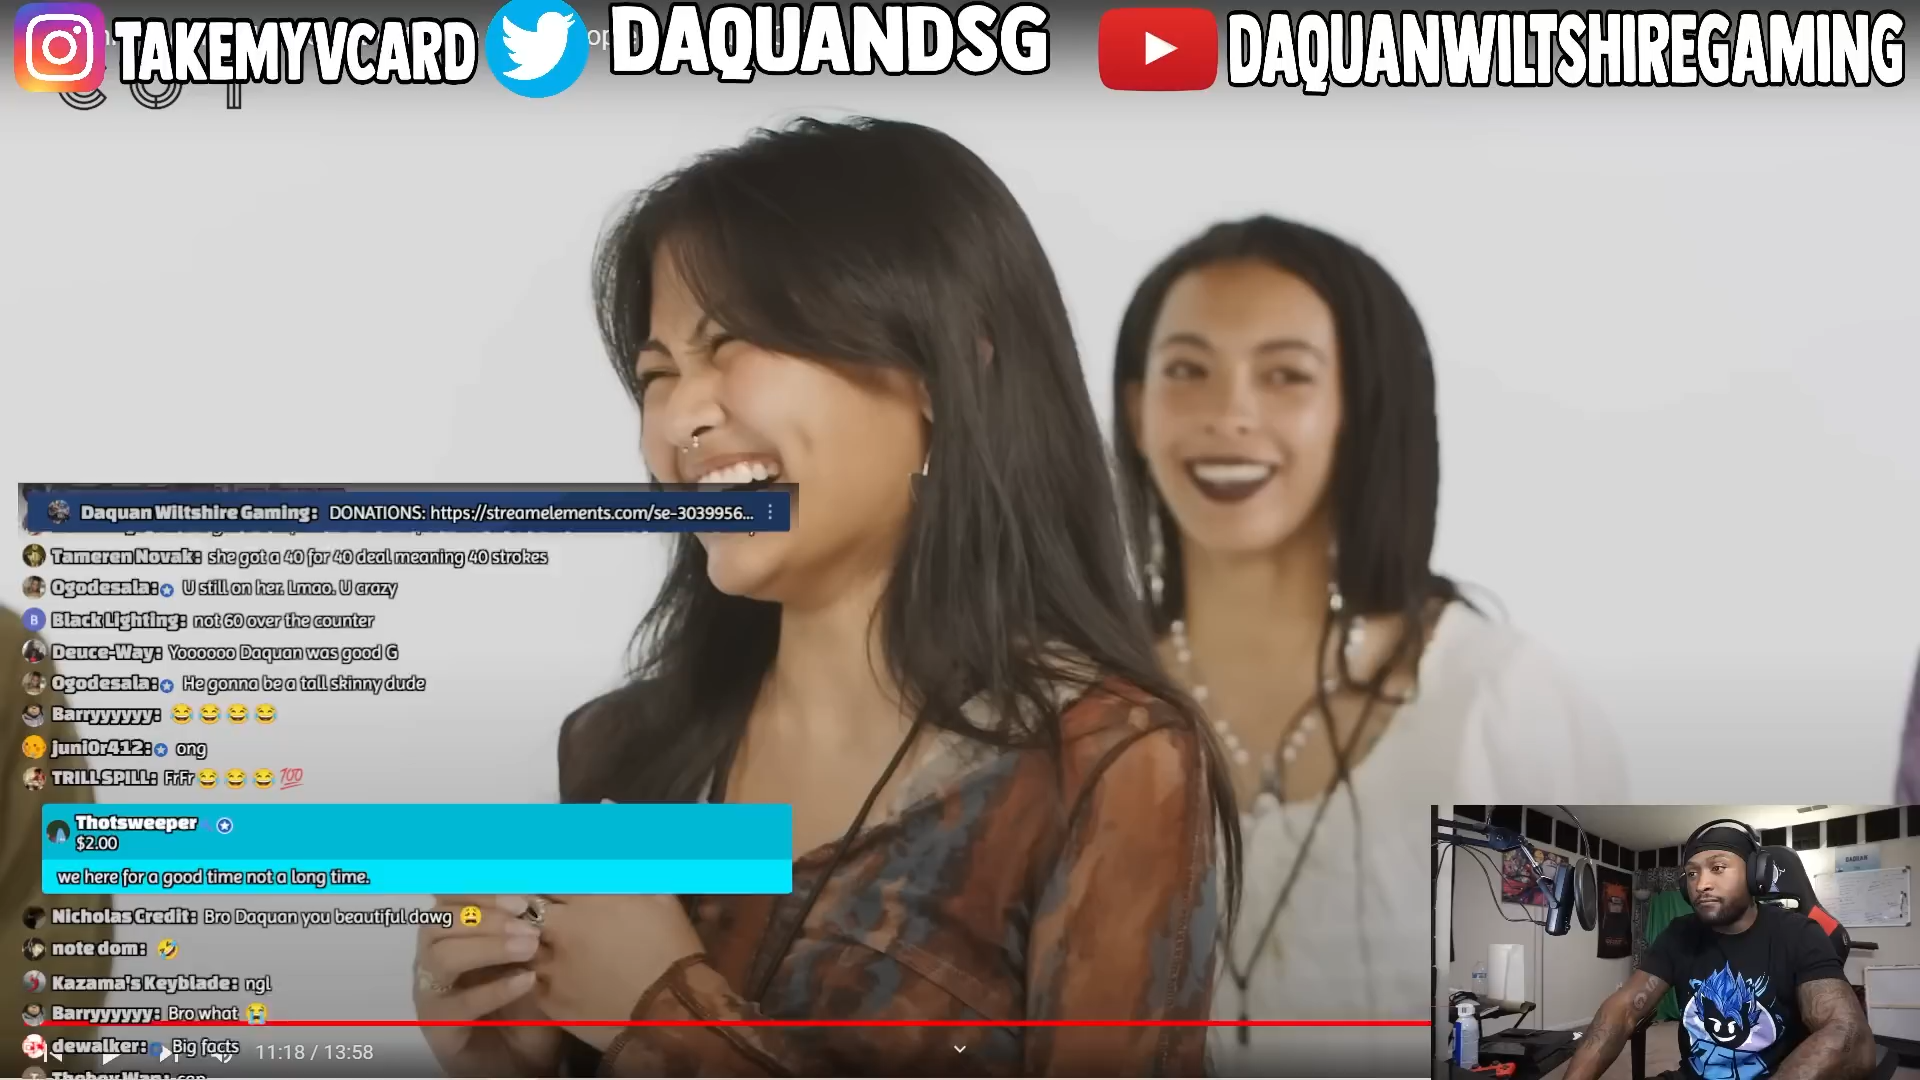 TAKEMYVCARD
DAQUANDSG
DAQUANWILTSHIREGAMING
Daquan Wiltshire Gaming: DONATIONS: https://streamelements.com/se-3039956...
Tameren Novak: she got a 40 for 40 deal meaning 40 strokes
Ogodesala: U still on her. Lmao. U crazy
Black Lighting: not 60 over the counter
Deuce-Way: Yoooooo Daquan was good G
Ogodesala: He gonna be a tall skinny dude
Barryyyyyy: 😂 😂 😂 😂
juni0r412: ong
TRILLSPILL: FrFr 😂 😂 😂 💯
Thotsweeper
$2.00
we here for a good time not a long time.
Nicholas Credit: Bro Daquan you beautiful dawg 😩
note dom: 🤣
Kazama's Keyblade: ngl
Barryyyyyy: Bro what 😭
dewalker: Big facts
11:18 / 13:58